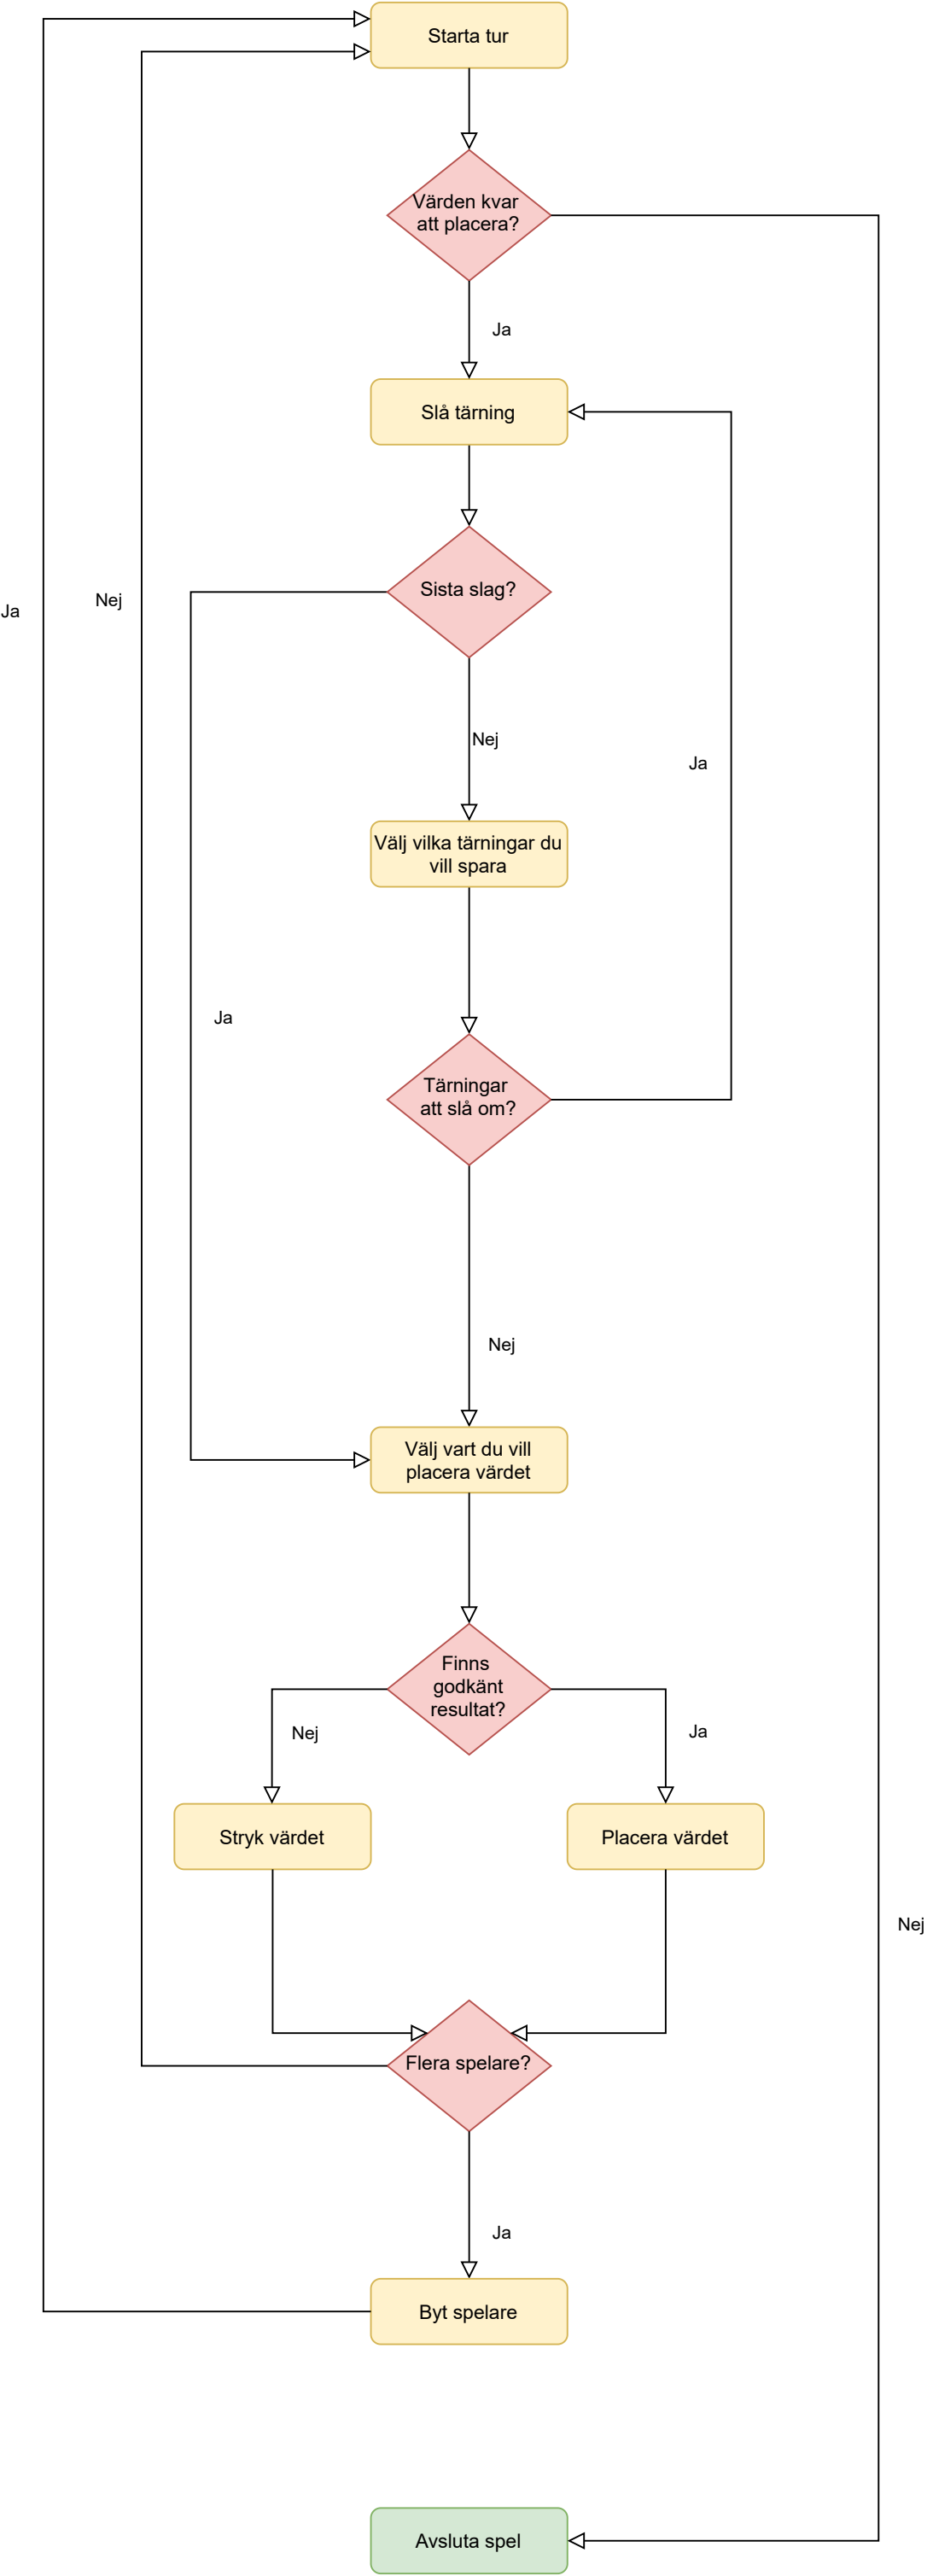 Starta tur
Värden kvar
att placera?
Ja
Slå tärning
Sista slag?
Nej
Ja
Nej
Ja
Välj vilka tärningar du
vill spara
Ja
Tärningar
att slå om?
Nej
Välj vart du vill
placera värdet
Finns
godkänt
resultat?
Nej
Ja
Stryk värdet
Placera värdet
Nej
Flera spelare?
Ja
Byt spelare
Avsluta spel